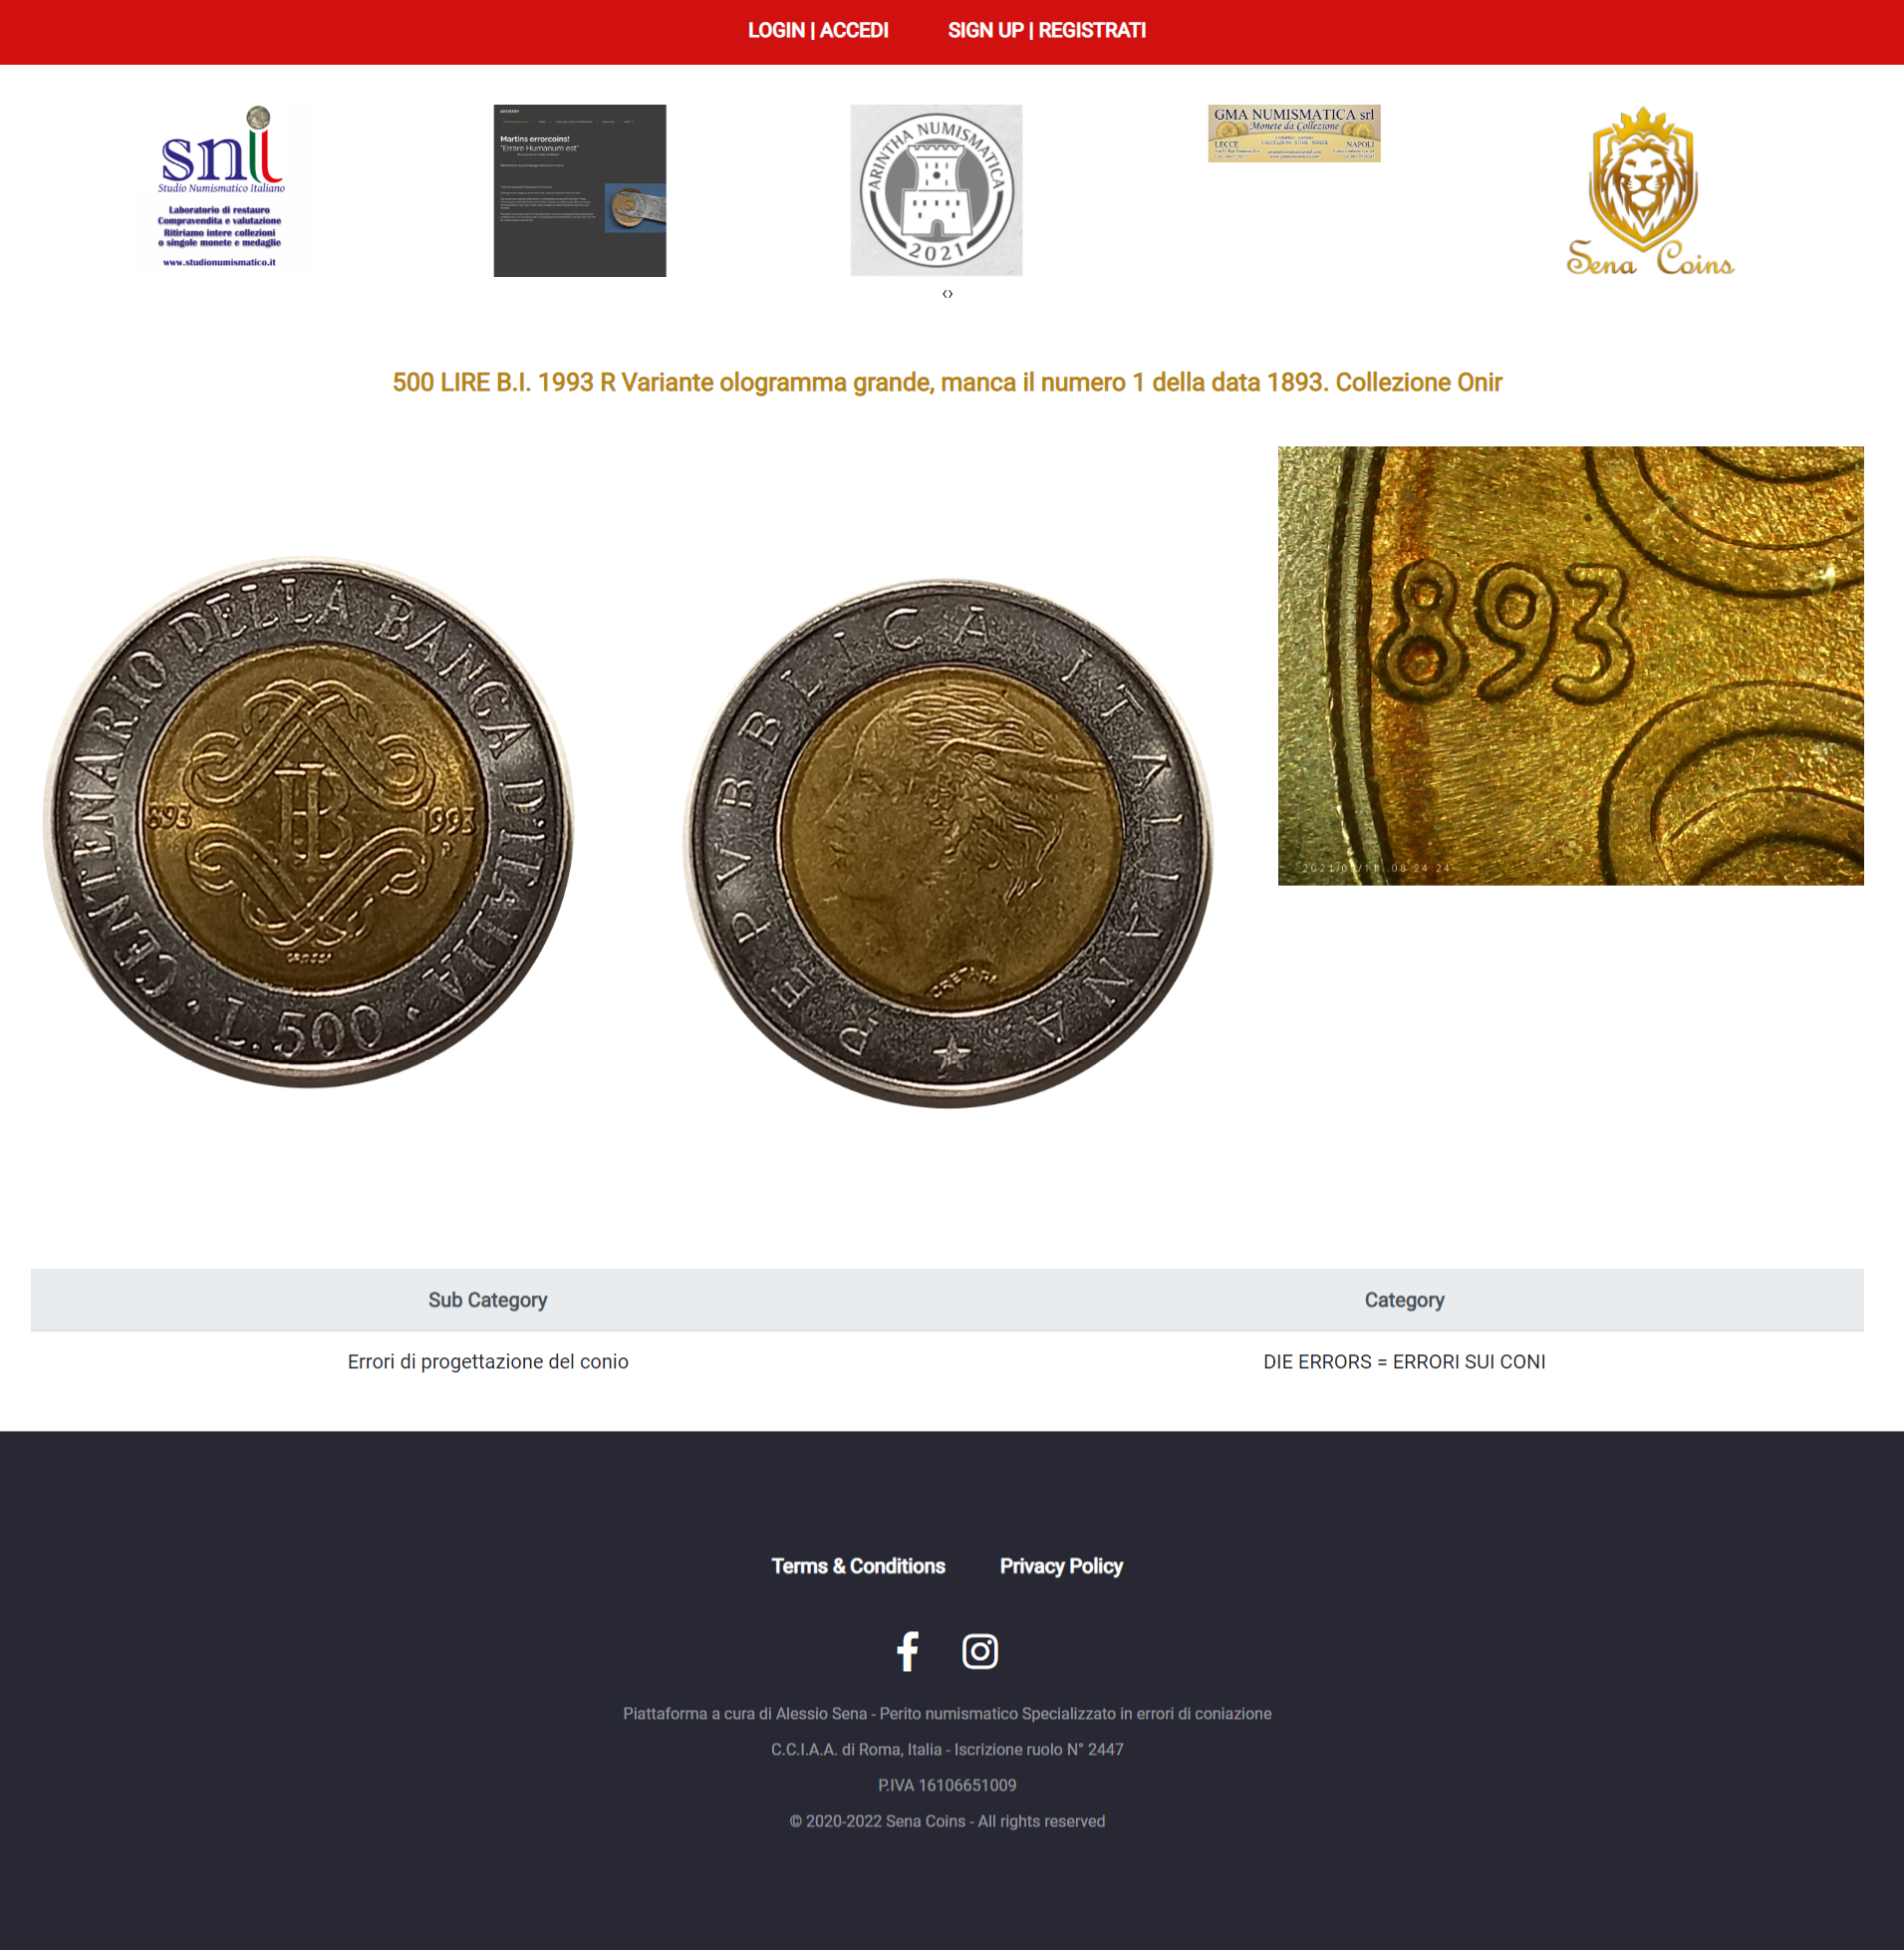 LOGIN | ACCEDI SIGN UP | REGISTRATI
snii
Studio Numismatico Italiano
Laboratorio di restauro
Compravendita e valutazione
Ritiriamo intere collezioni
o singole monete e medaglie
www.studionumismatico.it
Martins errorcoins!
"Errare Humanum est"
ARINTHA NUMISMATICA
2021
GMA NUMISMATICA srl
Monete da Collezione
LECCE NAPOLI
Sena Coins
‹›
500 LIRE B.I. 1993 R Variante ologramma grande, manca il numero 1 della data 1893. Collezione Onir
CENTENARIO DELLA BANCA D'ITALIA
893 1993
· L.500 ·
REPVBBLICA ITALIANA
CRETARA
893
Sub Category Category
Errori di progettazione del conio DIE ERRORS = ERRORI SUI CONI
Terms & Conditions Privacy Policy
Piattaforma a cura di Alessio Sena - Perito numismatico Specializzato in errori di coniazione
C.C.I.A.A. di Roma, Italia - Iscrizione ruolo N° 2447
P.IVA 16106651009
© 2020-2022 Sena Coins - All rights reserved